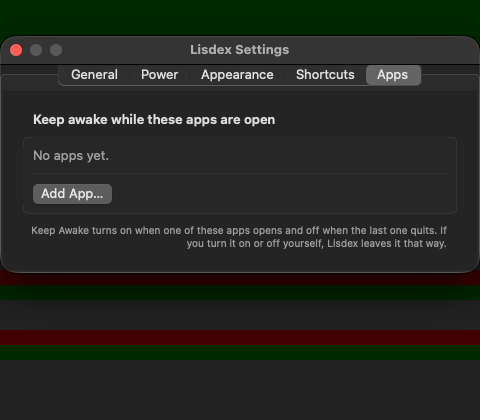 Lisdex Settings
General Power Appearance Shortcuts Apps
Keep awake while these apps are open
No apps yet.
Add App...
Keep Awake turns on when one of these apps opens and off when the last one quits. If
you turn it on or off yourself, Lisdex leaves it that way.